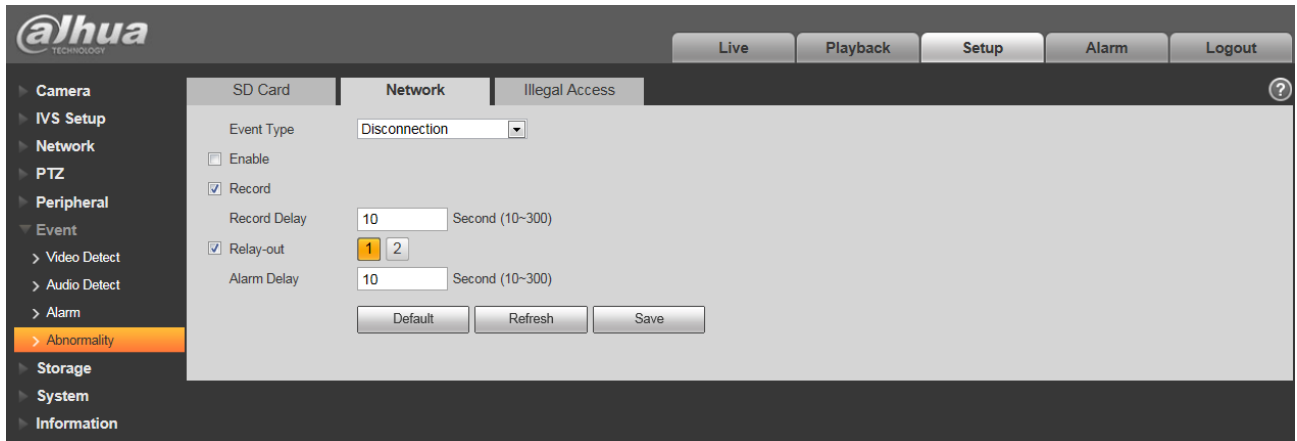 alhua
TECHNOLOGY
Live Playback Setup Alarm Logout
Camera
IVS Setup
Network
PTZ
Peripheral
Event
Video Detect
Audio Detect
Alarm
Abnormality
Storage
System
Information
SD Card Network Illegal Access ?
Event Type Disconnection
Enable
Record
Record Delay 10 Second (10~300)
Relay-out 1 2
Alarm Delay 10 Second (10~300)
Default Refresh Save